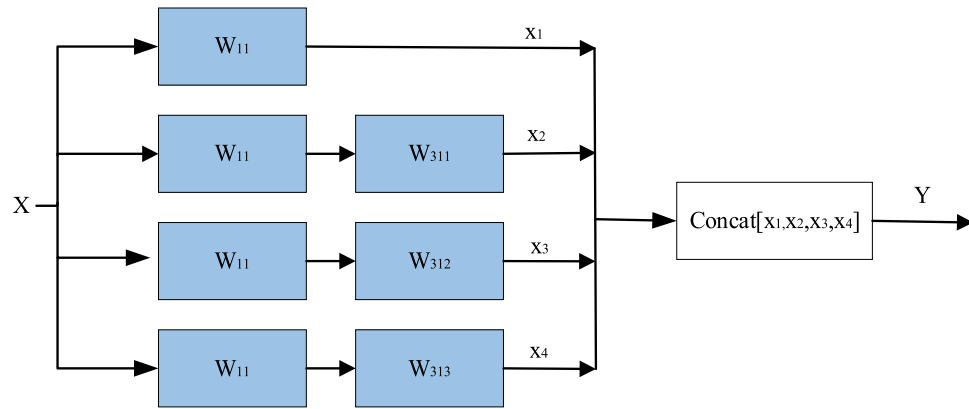 X
W11
x1
W11
W311
x2
W11
W312
x3
W11
W313
x4
Concat[x1,x2,x3,x4]
Y